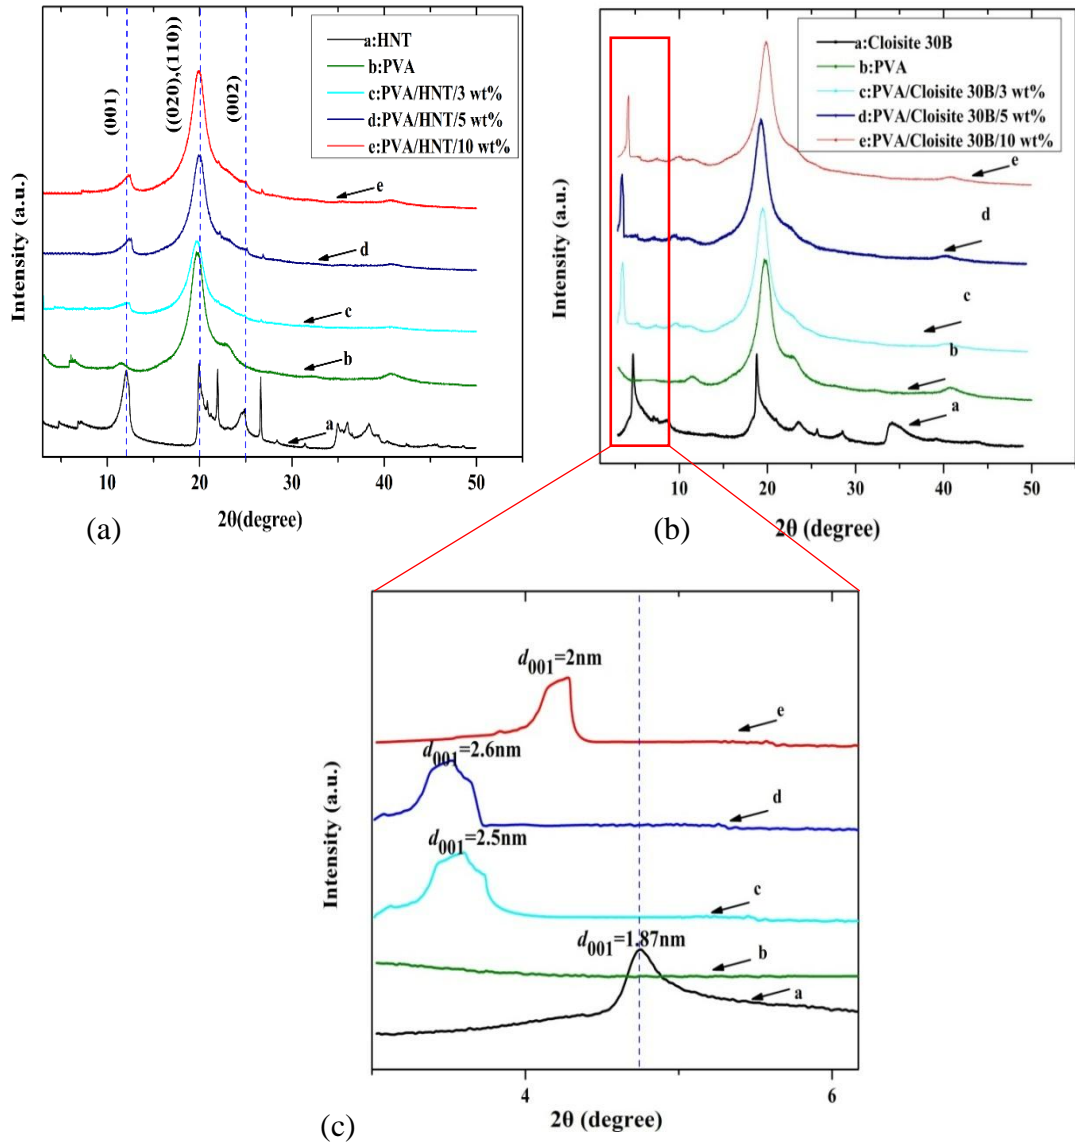 Intensity (a.u.)
(001)
((020),(110))
(002)
a:HNT
b:PVA
c:PVA/HNT/3 wt%
d:PVA/HNT/5 wt%
e:PVA/HNT/10 wt%
e
d
c
b
a
10 20 30 40 50
2θ(degree)
(a)
Intensity (a.u.)
a:Cloisite 30B
b:PVA
c:PVA/Cloisite 30B/3 wt%
d:PVA/Cloisite 30B/5 wt%
e:PVA/Cloisite 30B/10 wt%
e
d
c
b
a
10 20 30 40 50
2θ (degree)
(b)
Intensity (a.u.)
d001=2nm
e
d001=2.6nm
d
d001=2.5nm
c
d001=1.87nm
b
a
4 6
2θ (degree)
(c)